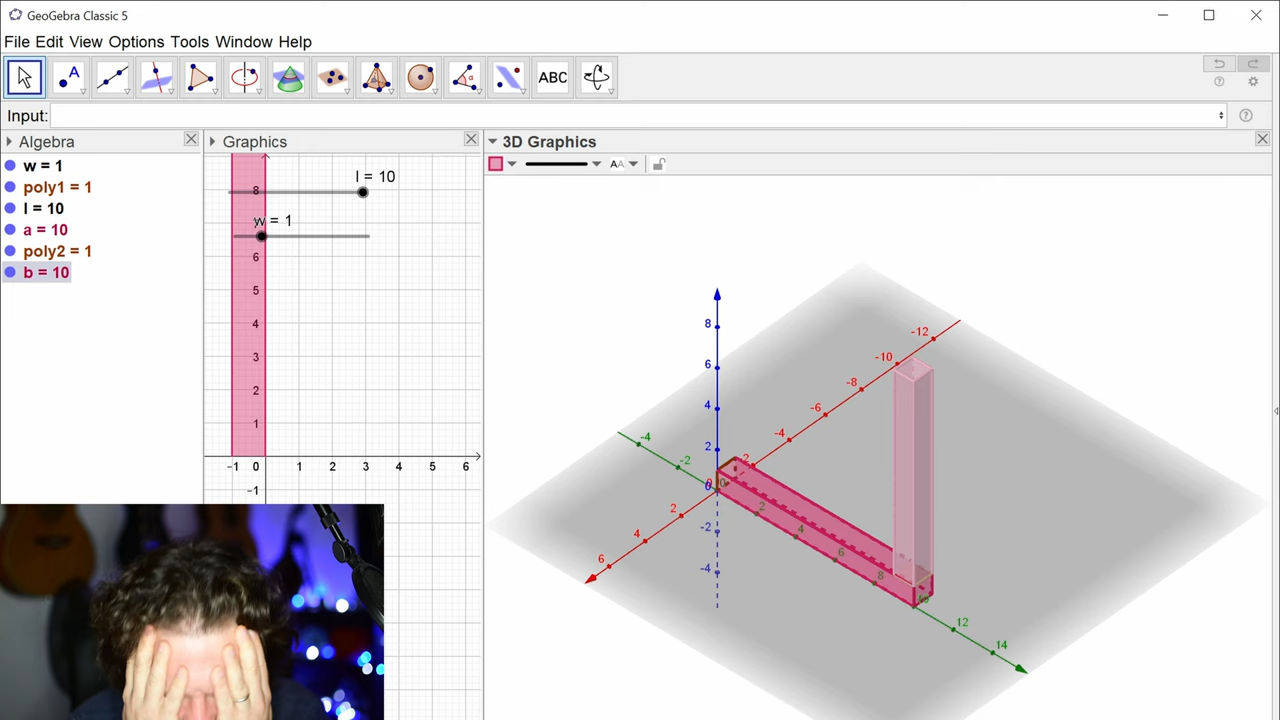 GeoGebra Classic 5
File Edit View Options Tools Window Help
A
α
ABC
Input:
Algebra
Graphics
3D Graphics
AA
w = 1
poly1 = 1
l = 10
a = 10
poly2 = 1
b = 10
l = 10
w = 1
8
6
5
4
3
2
1
-1 0 1 2 3 4 5 6
-1
8
6
4
2
0
-2
-4
-12
-10
-8
-6
-4
2
4
6
-4
-2
0
2
4
6
8
12
14